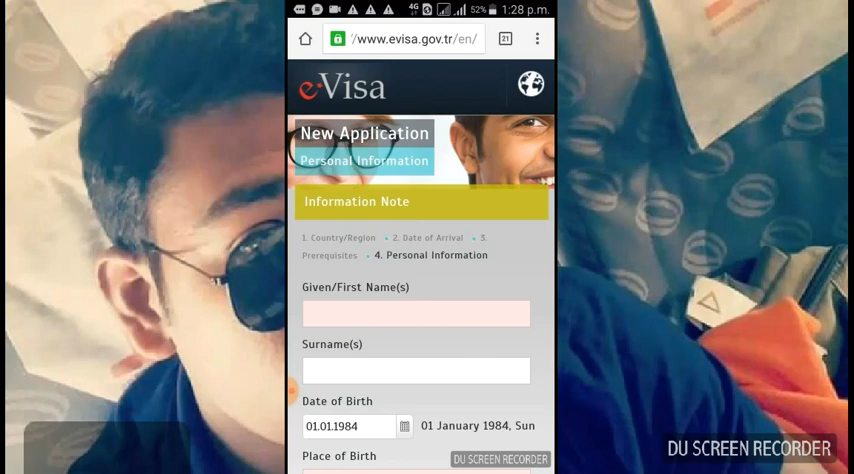 4G
52%
1:28 p.m.
/www.evisa.gov.tr/en/
21
e·Visa
New Application
Personal Information
Information Note
1. Country/Region • 2. Date of Arrival • 3.
Prerequisites • 4. Personal Information
Given/First Name(s)
Surname(s)
Date of Birth
01.01.1984
01 January 1984, Sun
Place of Birth
DU SCREEN RECORDER
DU SCREEN RECORDER